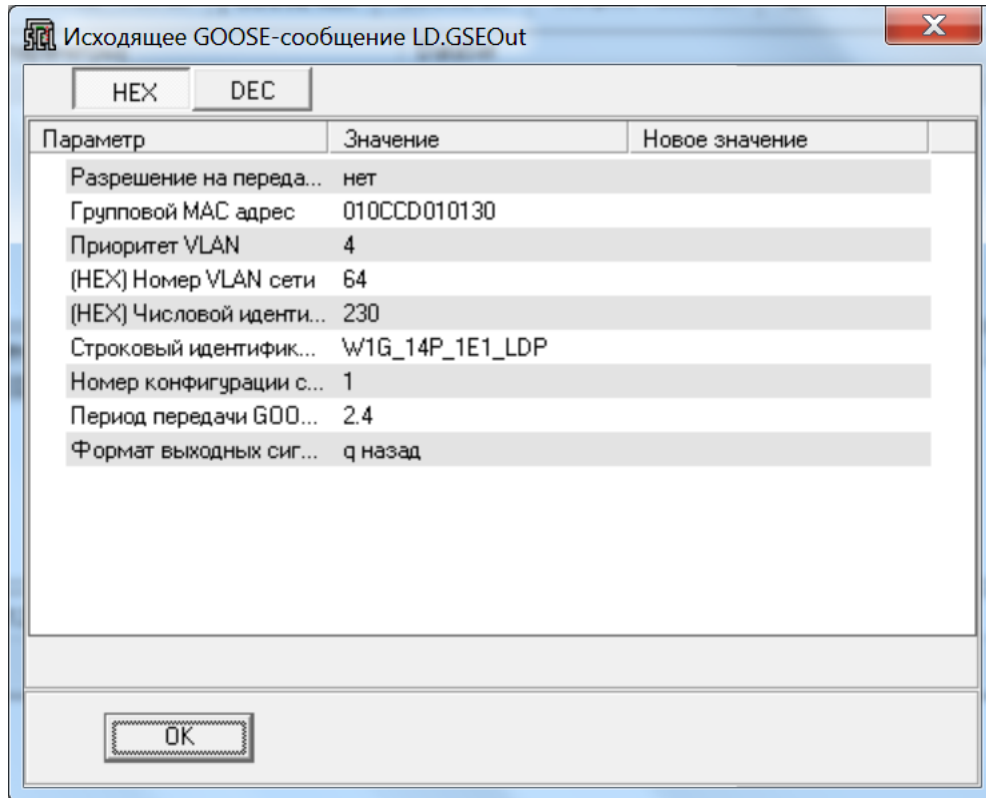 Исходящее GOOSE-сообщение LD.GSEOut
HEX DEC
Параметр Значение Новое значение
Разрешение на переда... нет
Групповой MAC адрес 010CCD010130
Приоритет VLAN 4
(HEX) Номер VLAN сети 64
(HEX) Числовой иденти... 230
Строковый идентифик... W1G_14P_1E1_LDP
Номер конфигурации с... 1
Период передачи GOO... 2.4
Формат выходных сиг... q назад
OK